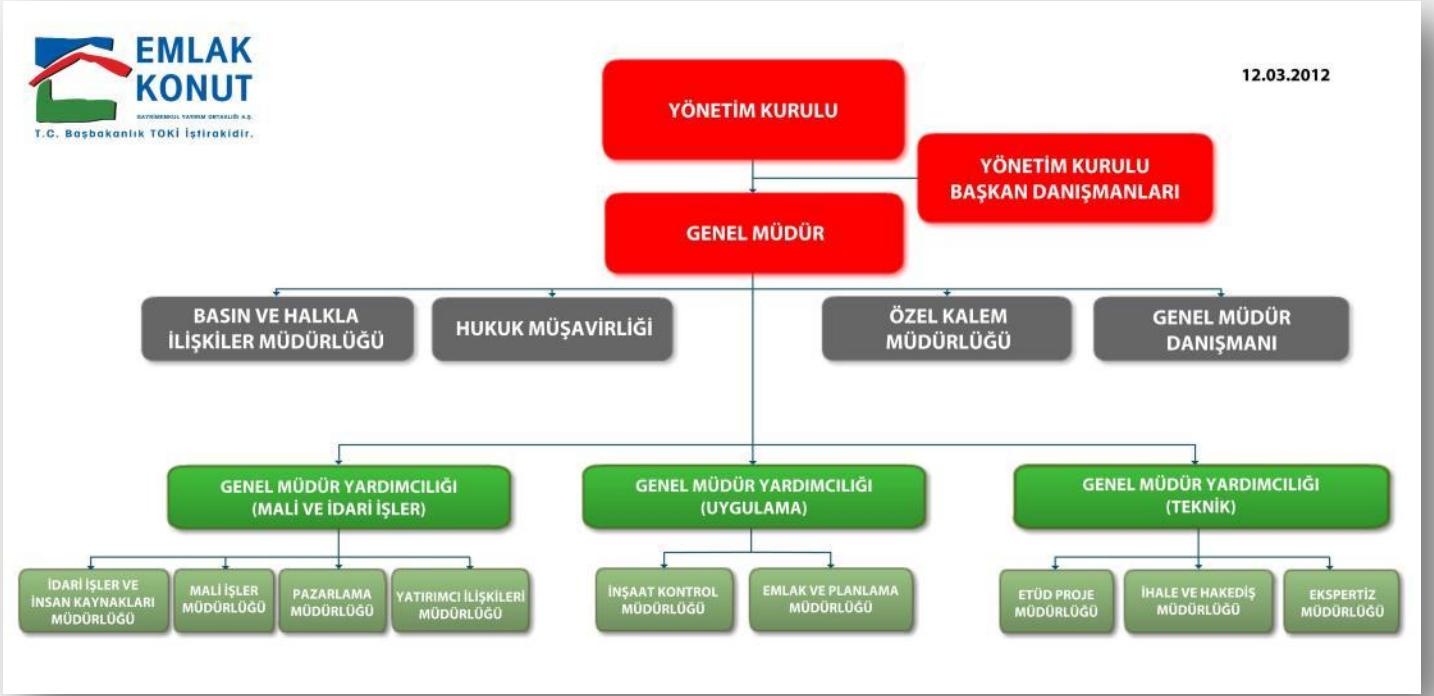 EMLAK
KONUT
GAYRİMENKUL YATIRIM ORTAKLIĞI A.Ş.
T.C. Başbakanlık TOKİ İştirakidir.
12.03.2012
YÖNETİM KURULU
YÖNETİM KURULU
BAŞKAN DANIŞMANLARI
GENEL MÜDÜR
BASIN VE HALKLA
İLİŞKİLER MÜDÜRLÜĞÜ
HUKUK MÜŞAVİRLİĞİ
ÖZEL KALEM
MÜDÜRLÜĞÜ
GENEL MÜDÜR
DANIŞMANI
GENEL MÜDÜR YARDIMCILIĞI
(MALİ VE İDARİ İŞLER)
GENEL MÜDÜR YARDIMCILIĞI
(UYGULAMA)
GENEL MÜDÜR YARDIMCILIĞI
(TEKNİK)
İDARİ İŞLER VE
İNSAN KAYNAKLARI
MÜDÜRLÜĞÜ
MALİ İŞLER
MÜDÜRLÜĞÜ
PAZARLAMA
MÜDÜRLÜĞÜ
YATIRIMCI İLİŞKİLERİ
MÜDÜRLÜĞÜ
İNŞAAT KONTROL
MÜDÜRLÜĞÜ
EMLAK VE PLANLAMA
MÜDÜRLÜĞÜ
ETÜD PROJE
MÜDÜRLÜĞÜ
İHALE VE HAKEDİŞ
MÜDÜRLÜĞÜ
EKSPERTİZ
MÜDÜRLÜĞÜ